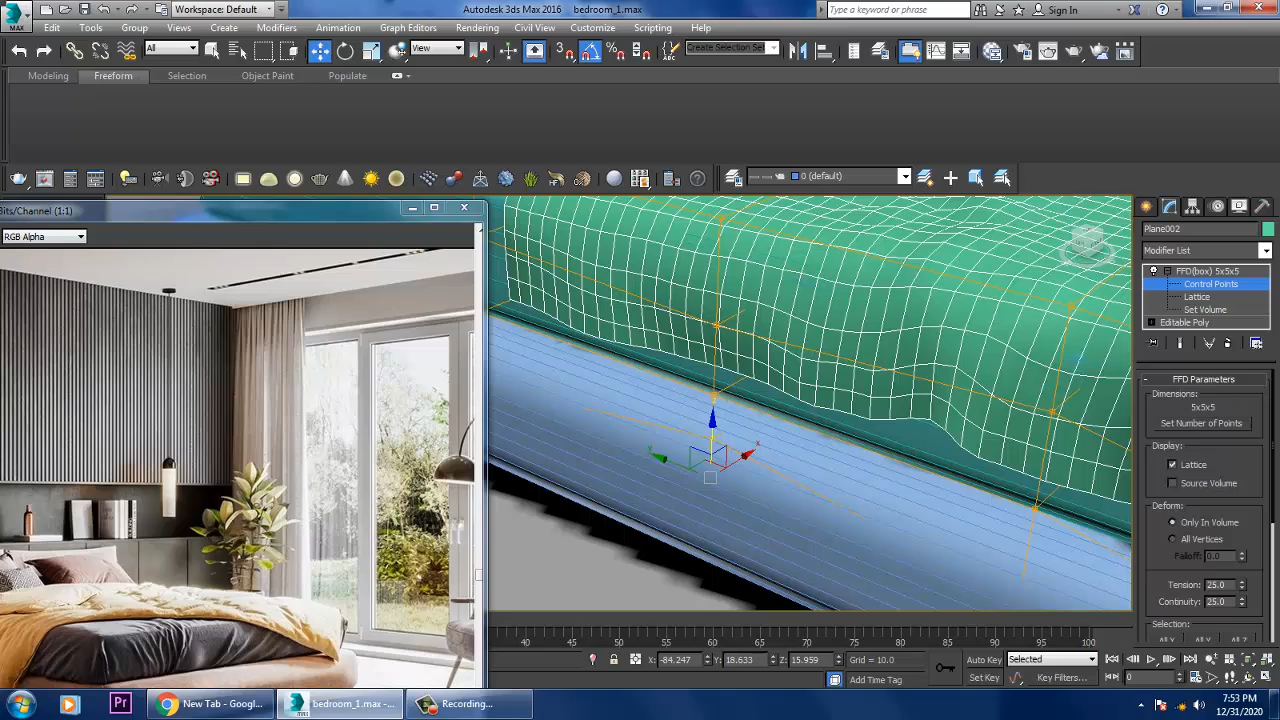 MAX
Workspace: Default
Autodesk 3ds Max 2016 bedroom_1.max
Type a keyword or phrase
Sign In
Edit Tools Group Views Create Modifiers Animation Graph Editors Rendering Civil View Customize Scripting Help
All
View
3
Create Selection Set
Modeling Freeform Selection Object Paint Populate
0 (default)
Bits/Channel (1:1)
RGB Alpha
x
y
Plane002
Modifier List
FFD(box) 5x5x5
Control Points
Lattice
Set Volume
Editable Poly
FFD Parameters
Dimensions:
5x5x5
Set Number of Points
Display:
Lattice
Source Volume
Deform:
Only In Volume
All Vertices
Falloff: 0.0
Tension: 25.0
Continuity: 25.0
Selection:
All X All Y All Z
40 45 50 55 60 65 70 75 80 85 90 95 100
X: -84.247 Y: 18.633 Z: 15.959 Grid = 10.0
Add Time Tag
Auto Key Selected
Set Key Key Filters...
0
Pr
New Tab - Googl...
bedroom_1.max -...
Recording...
7:53 PM
12/31/2020